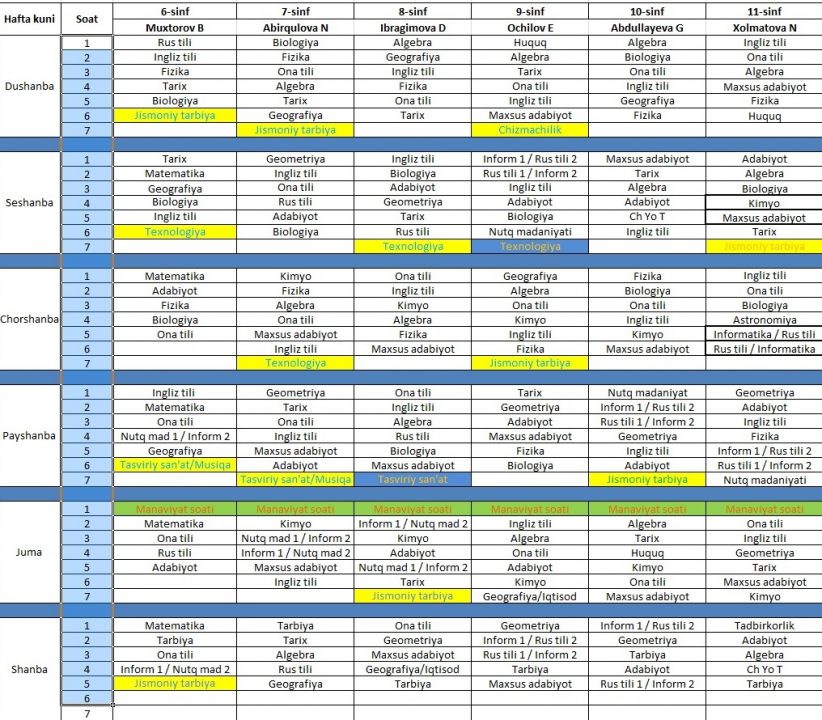 Hafta kuni Soat 6-sinf 7-sinf 8-sinf 9-sinf 10-sinf 11-sinf
Muxtorov B Abirqulova N Ibragimova D Ochilov E Abdullayeva G Xolmatova N
Dushanba
1 Rus tili Biologiya Algebra Huquq Algebra Ingliz tili
2 Ingliz tili Fizika Geografiya Algebra Biologiya Ona tili
3 Fizika Ona tili Ingliz tili Tarix Ona tili Algebra
4 Tarix Algebra Fizika Ona tili Ingliz tili Maxsus adabiyot
5 Biologiya Tarix Ona tili Ingliz tili Geografiya Fizika
6 Jismoniy tarbiya Geografiya Tarix Maxsus adabiyot Fizika Huquq
7 Jismoniy tarbiya Chizmachilik
Seshanba
1 Tarix Geometriya Ingliz tili Inform 1 / Rus tili 2 Maxsus adabiyot Adabiyot
2 Matematika Ingliz tili Biologiya Rus tili 1 / Inform 2 Tarix Algebra
3 Geografiya Ona tili Adabiyot Ingliz tili Algebra Biologiya
4 Biologiya Rus tili Geometriya Adabiyot Adabiyot Kimyo
5 Ingliz tili Adabiyot Tarix Biologiya Ch Yo T Maxsus adabiyot
6 Texnologiya Biologiya Rus tili Nutq madaniyati Ingliz tili Tarix
7 Texnologiya Texnologiya Jismoniy tarbiya
Chorshanba
1 Matematika Kimyo Ona tili Geografiya Fizika Ingliz tili
2 Adabiyot Fizika Ingliz tili Algebra Biologiya Ona tili
3 Fizika Algebra Kimyo Ona tili Ona tili Biologiya
4 Biologiya Ona tili Algebra Kimyo Ingliz tili Astronomiya
5 Ona tili Maxsus adabiyot Fizika Ingliz tili Kimyo Informatika / Rus tili
6 Ingliz tili Maxsus adabiyot Fizika Maxsus adabiyot Rus tili / Informatika
7 Texnologiya Jismoniy tarbiya
Payshanba
1 Ingliz tili Geometriya Ona tili Tarix Nutq madaniyat Geometriya
2 Matematika Tarix Ingliz tili Geometriya Inform 1 / Rus tili 2 Adabiyot
3 Ona tili Ona tili Algebra Adabiyot Rus tili 1 / Inform 2 Ingliz tili
4 Nutq mad 1 / Inform 2 Ingliz tili Rus tili Maxsus adabiyot Geometriya Fizika
5 Geografiya Maxsus adabiyot Biologiya Fizika Ingliz tili Inform 1 / Rus tili 2
6 Tasviriy san'at/Musiqa Adabiyot Maxsus adabiyot Biologiya Adabiyot Rus tili 1 / Inform 2
7 Tasviriy san'at/Musiqa Tasviriy san'at Jismoniy tarbiya Nutq madaniyati
Juma
1 Manaviyat soati Manaviyat soati Manaviyat soati Manaviyat soati Manaviyat soati Manaviyat soati
2 Matematika Kimyo Inform 1 / Nutq mad 2 Ingliz tili Algebra Ona tili
3 Ona tili Nutq mad 1 / Inform 2 Kimyo Algebra Tarix Ingliz tili
4 Rus tili Inform 1 / Nutq mad 2 Adabiyot Ona tili Huquq Geometriya
5 Adabiyot Maxsus adabiyot Nutq mad 1 / Inform 2 Adabiyot Kimyo Tarix
6 Ingliz tili Tarix Kimyo Ona tili Maxsus adabiyot
7 Jismoniy tarbiya Geografiya/Iqtisod Maxsus adabiyot Kimyo
Shanba
1 Matematika Tarbiya Ona tili Geometriya Inform 1 / Rus tili 2 Tadbirkorlik
2 Tarbiya Tarix Geometriya Inform 1 / Rus tili 2 Geometriya Adabiyot
3 Ona tili Algebra Maxsus adabiyot Rus tili 1 / Inform 2 Tarbiya Algebra
4 Inform 1 / Nutq mad 2 Rus tili Geografiya/Iqtisod Tarbiya Adabiyot Ch Yo T
5 Jismoniy tarbiya Geografiya Tarbiya Maxsus adabiyot Rus tili 1 / Inform 2 Tarbiya
6
7